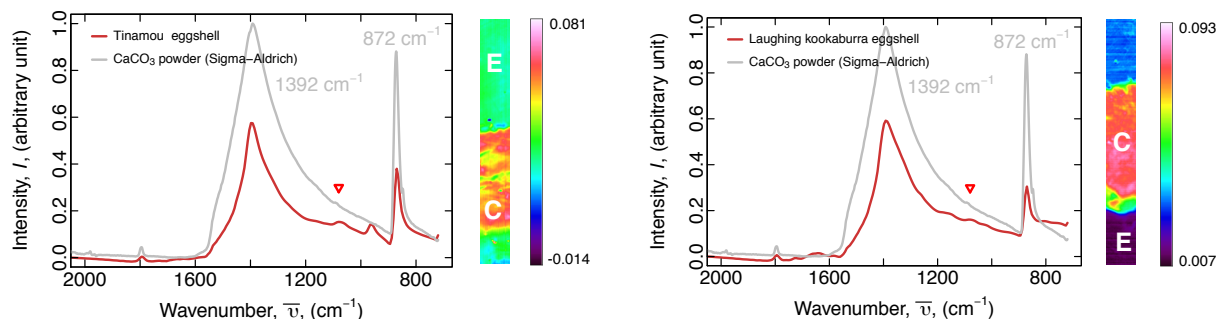 Intensity, I, (arbitrary unit)
1.0
0.8
0.6
0.4
0.2
0.0
Tinamou eggshell
CaCO₃ powder (Sigma−Aldrich)
872 cm⁻¹
1392 cm⁻¹
2000
1600
1200
800
Wavenumber, ῡ, (cm⁻¹)
E
C
0.081
-0.014
Intensity, I, (arbitrary unit)
1.0
0.8
0.6
0.4
0.2
0.0
Laughing kookaburra eggshell
CaCO₃ powder (Sigma−Aldrich)
872 cm⁻¹
1392 cm⁻¹
2000
1600
1200
800
Wavenumber, ῡ, (cm⁻¹)
C
E
0.093
0.007